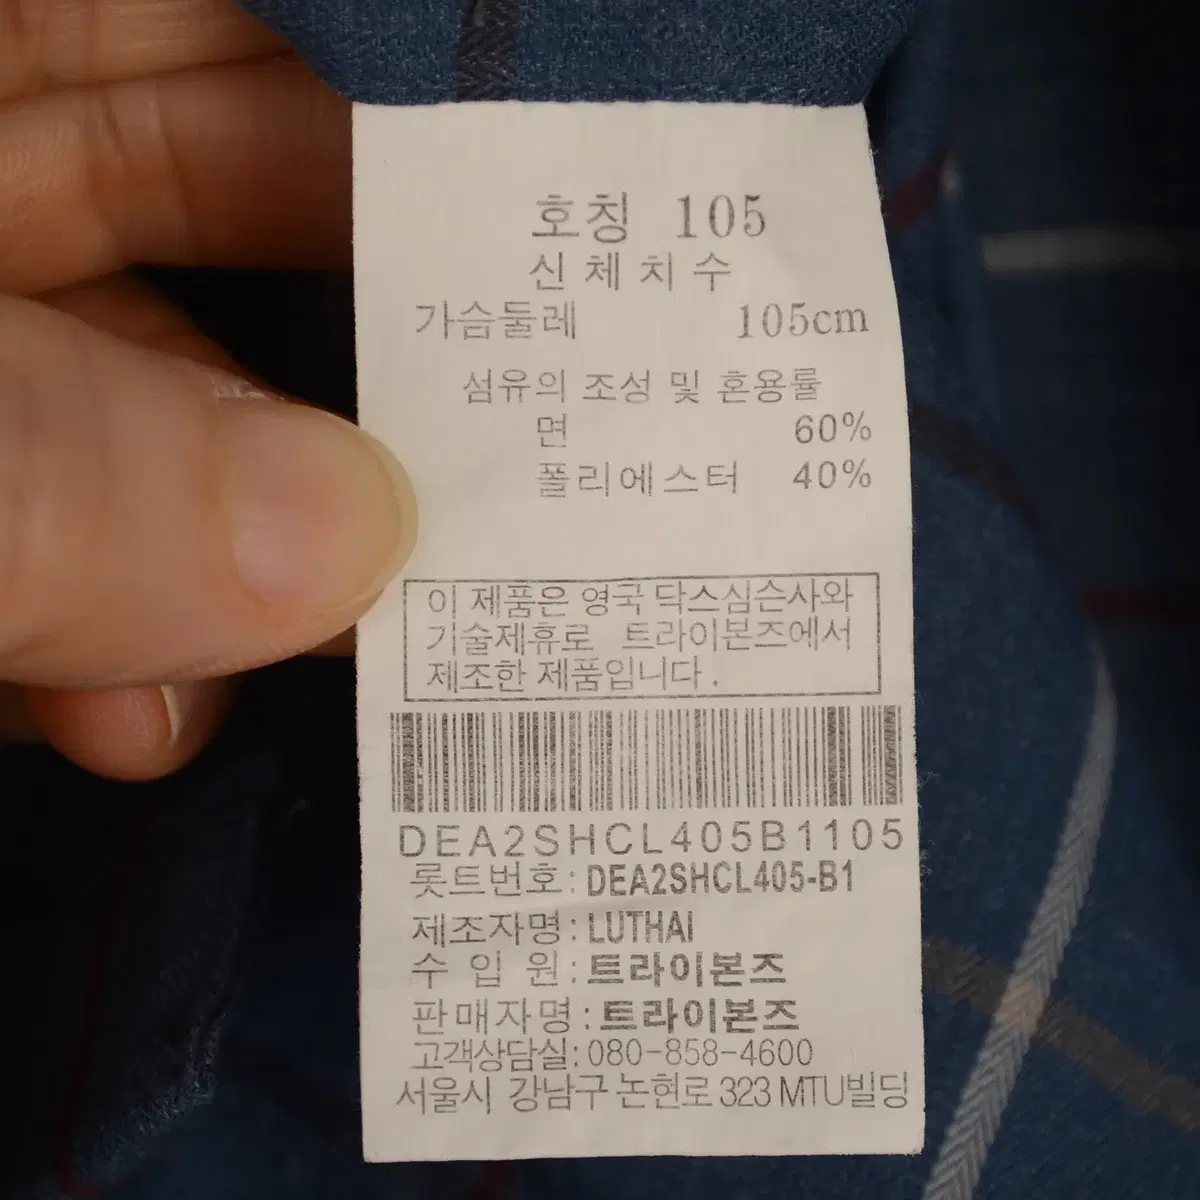 호칭 105
신체치수
가슴둘레 105cm
섬유의 조성 및 혼용률
면 60%
폴리에스터 40%
이 제품은 영국 닥스심슨사와
기술제휴로 트라이본즈에서
제조한 제품입니다.
DEA2SHCL405B1105
롯트번호: DEA2SHCL405-B1
제조자명: LUTHAI
수 입 원: 트라이본즈
판매자명: 트라이본즈
고객상담실: 080-858-4600
서울시 강남구 논현로 323 MTU빌딩